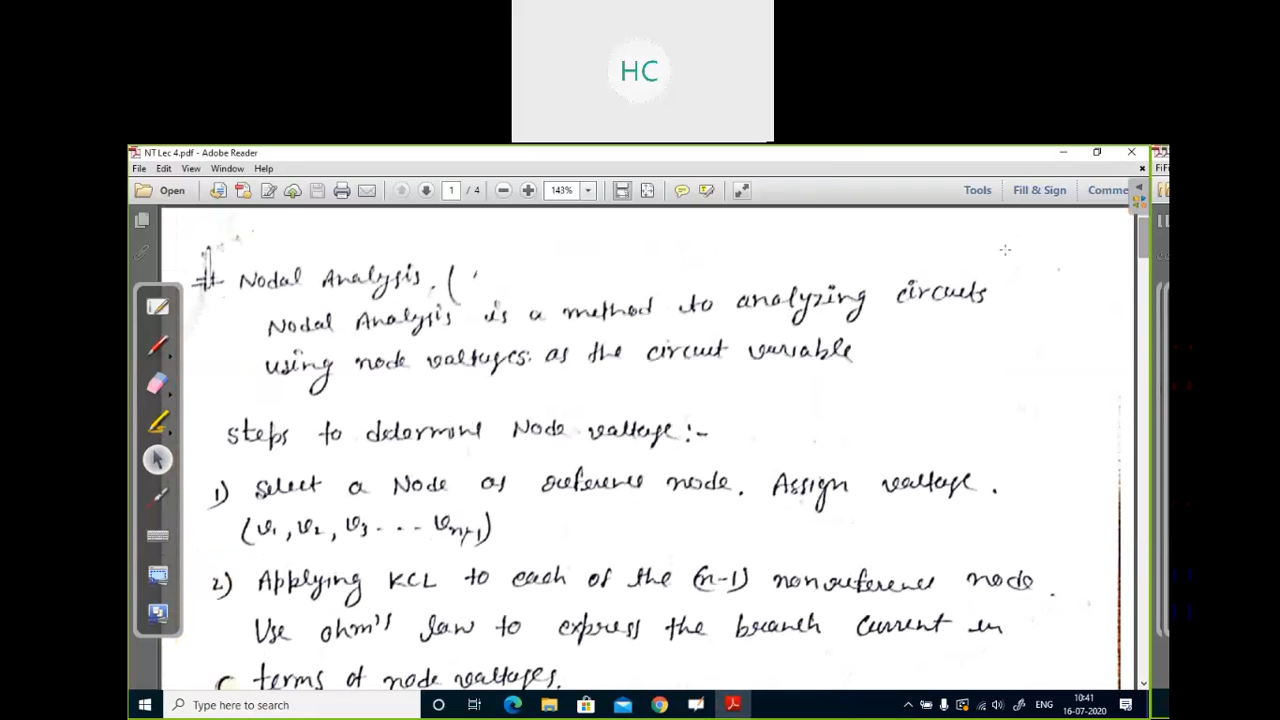 HC
NT Lec 4.pdf - Adobe Reader
File Edit View Window Help
Open 1 / 4 143% Tools Fill & Sign Comme
FiFi
# Nodal Analysis. (
Nodal Analysis is a method to analyzing circuits
using node voltages as the circuit variable
steps to determine Node voltage :-
1) Select a Node as reference node. Assign voltage.
(v1, v2, v3 ... vn-1)
2) Applying KCL to each of the (n-1) nonreference node.
Use ohm's law to express the branch current in
terms of node voltages.
Type here to search
ENG
10:41
16-07-2020